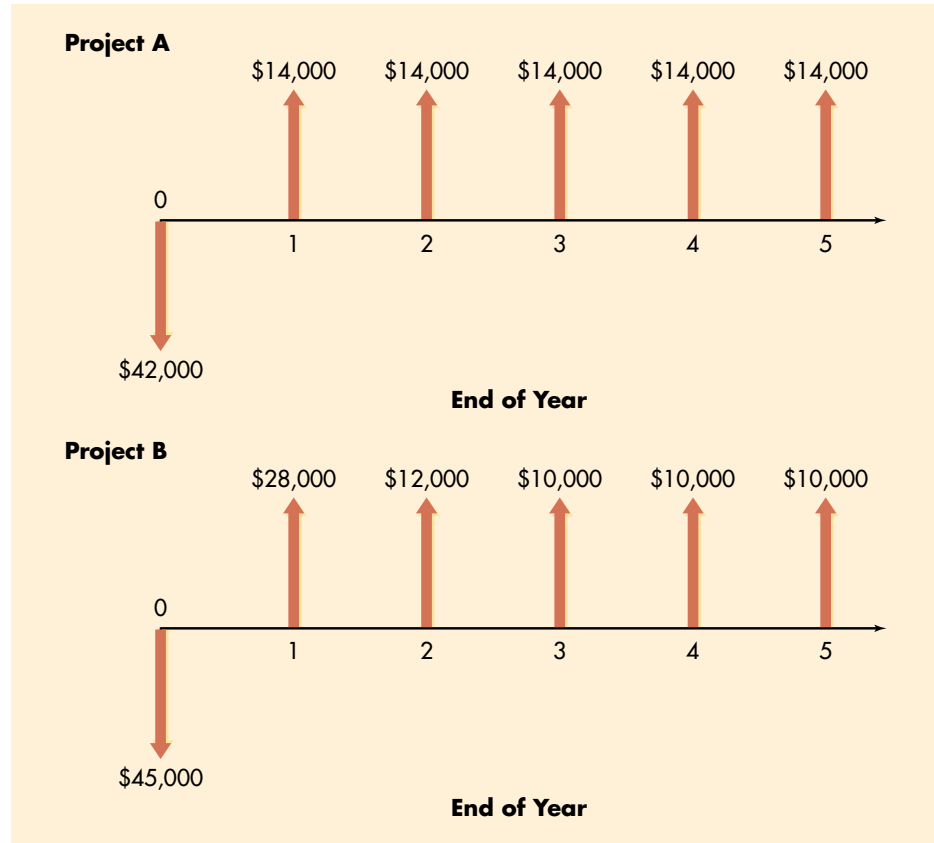 Project A
$14,000 $14,000 $14,000 $14,000 $14,000
0
1 2 3 4 5
$42,000
End of Year
Project B
$28,000 $12,000 $10,000 $10,000 $10,000
0
1 2 3 4 5
$45,000
End of Year